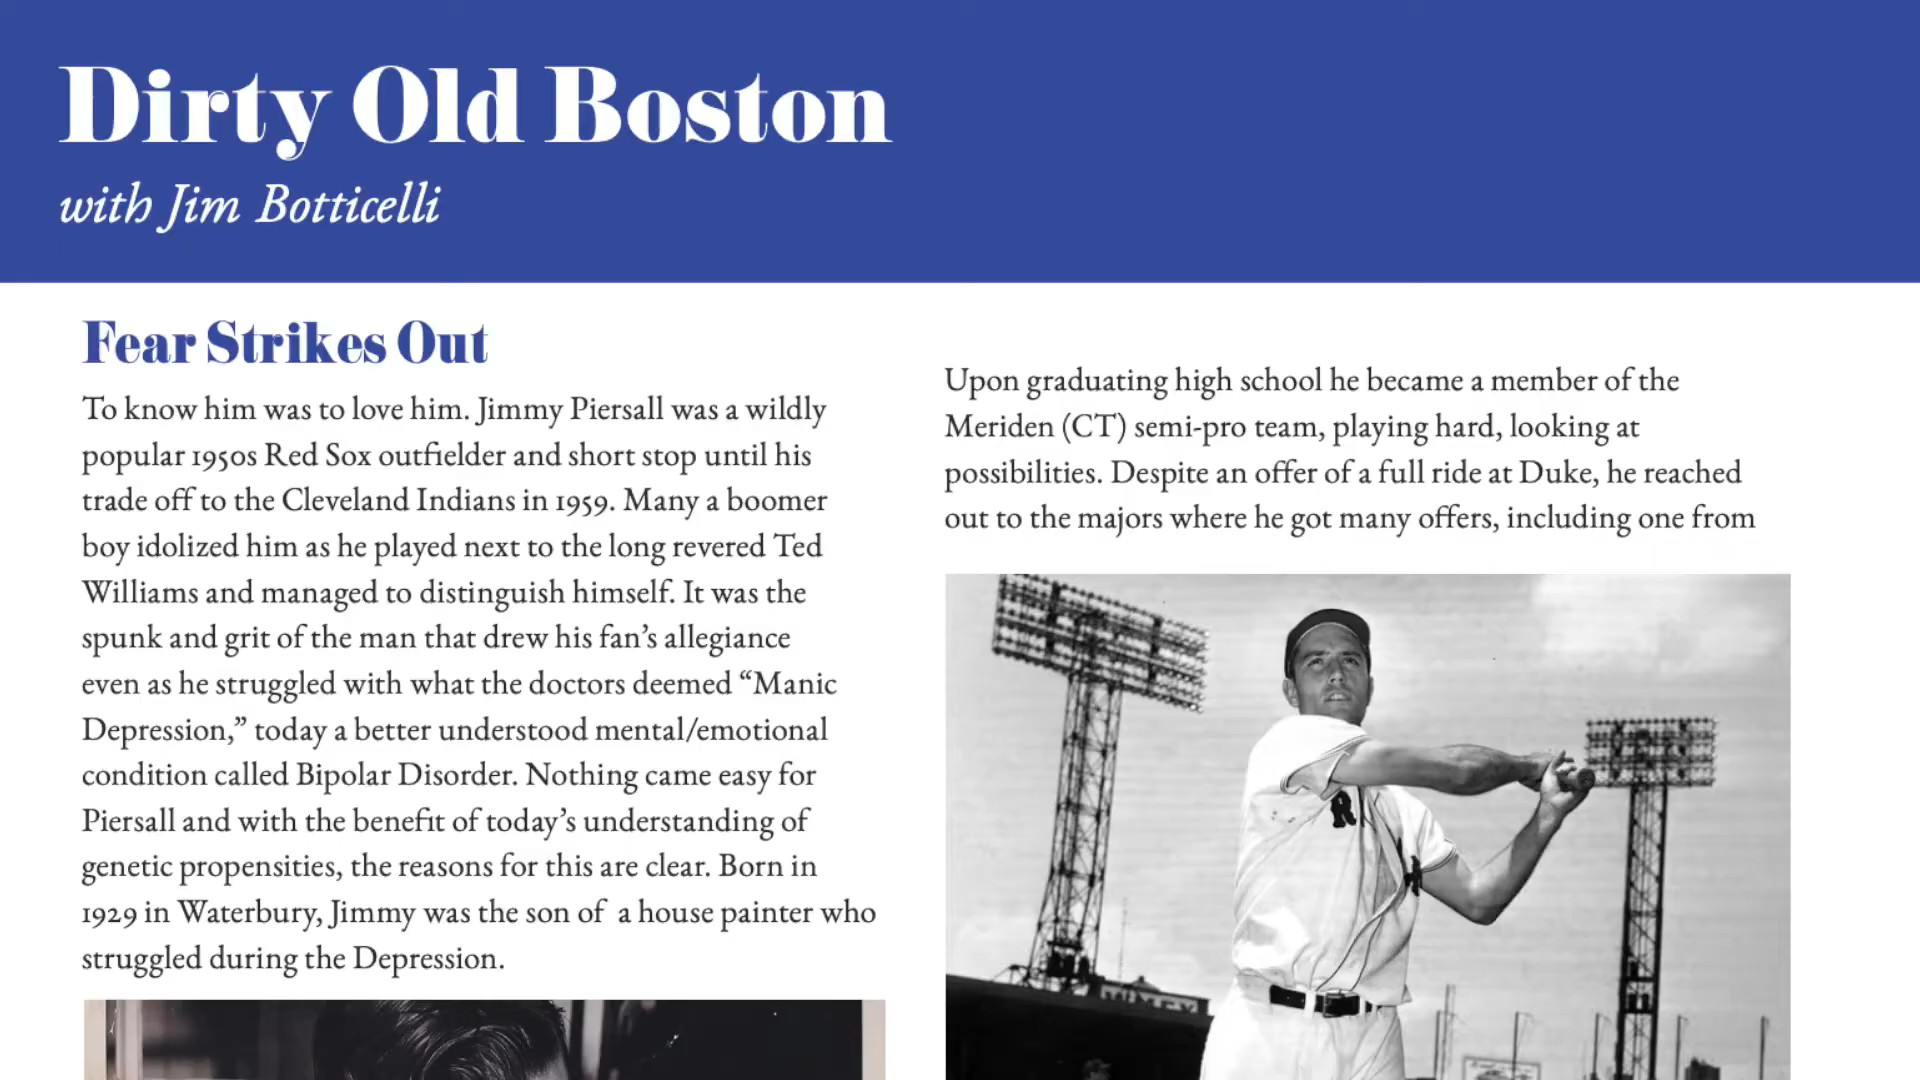 Dirty Old Boston
with Jim Botticelli
Fear Strikes Out
To know him was to love him. Jimmy Piersall was a wildly
popular 1950s Red Sox outfielder and short stop until his
trade off to the Cleveland Indians in 1959. Many a boomer
boy idolized him as he played next to the long revered Ted
Williams and managed to distinguish himself. It was the
spunk and grit of the man that drew his fan’s allegiance
even as he struggled with what the doctors deemed “Manic
Depression,” today a better understood mental/emotional
condition called Bipolar Disorder. Nothing came easy for
Piersall and with the benefit of today’s understanding of
genetic propensities, the reasons for this are clear. Born in
1929 in Waterbury, Jimmy was the son of  a house painter who
struggled during the Depression.
Upon graduating high school he became a member of the
Meriden (CT) semi-pro team, playing hard, looking at
possibilities. Despite an offer of a full ride at Duke, he reached
out to the majors where he got many offers, including one from
R